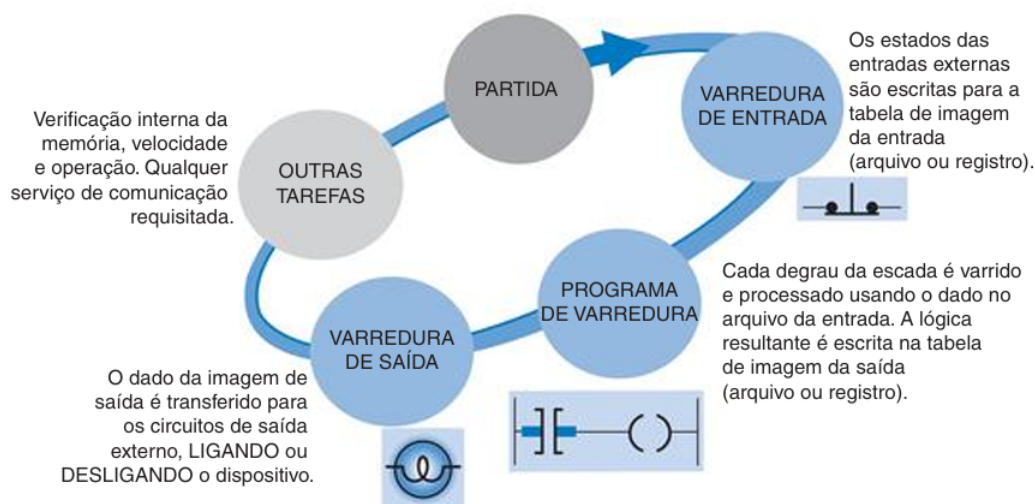 PARTIDA
VARREDURA
DE ENTRADA
Os estados das
entradas externas
são escritas para a
tabela de imagem
da entrada
(arquivo ou registro).
PROGRAMA
DE VARREDURA
Cada degrau da escada é varrido
e processado usando o dado no
arquivo da entrada. A lógica
resultante é escrita na tabela
de imagem da saída
(arquivo ou registro).
VARREDURA
DE SAÍDA
O dado da imagem de
saída é transferido para
os circuitos de saída
externo, LIGANDO ou
DESLIGANDO o dispositivo.
OUTRAS
TAREFAS
Verificação interna da
memória, velocidade
e operação. Qualquer
serviço de comunicação
requisitada.